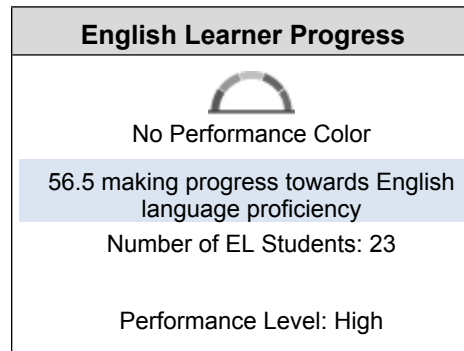 English Learner Progress
No Performance Color
56.5 making progress towards English
language proficiency
Number of EL Students: 23
Performance Level: High